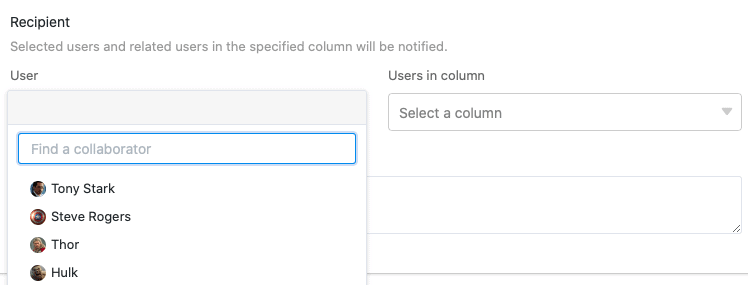 Recipient
Selected users and related users in the specified column will be notified.
User
Users in column
Select a column
Find a collaborator
Tony Stark
Steve Rogers
Thor
Hulk